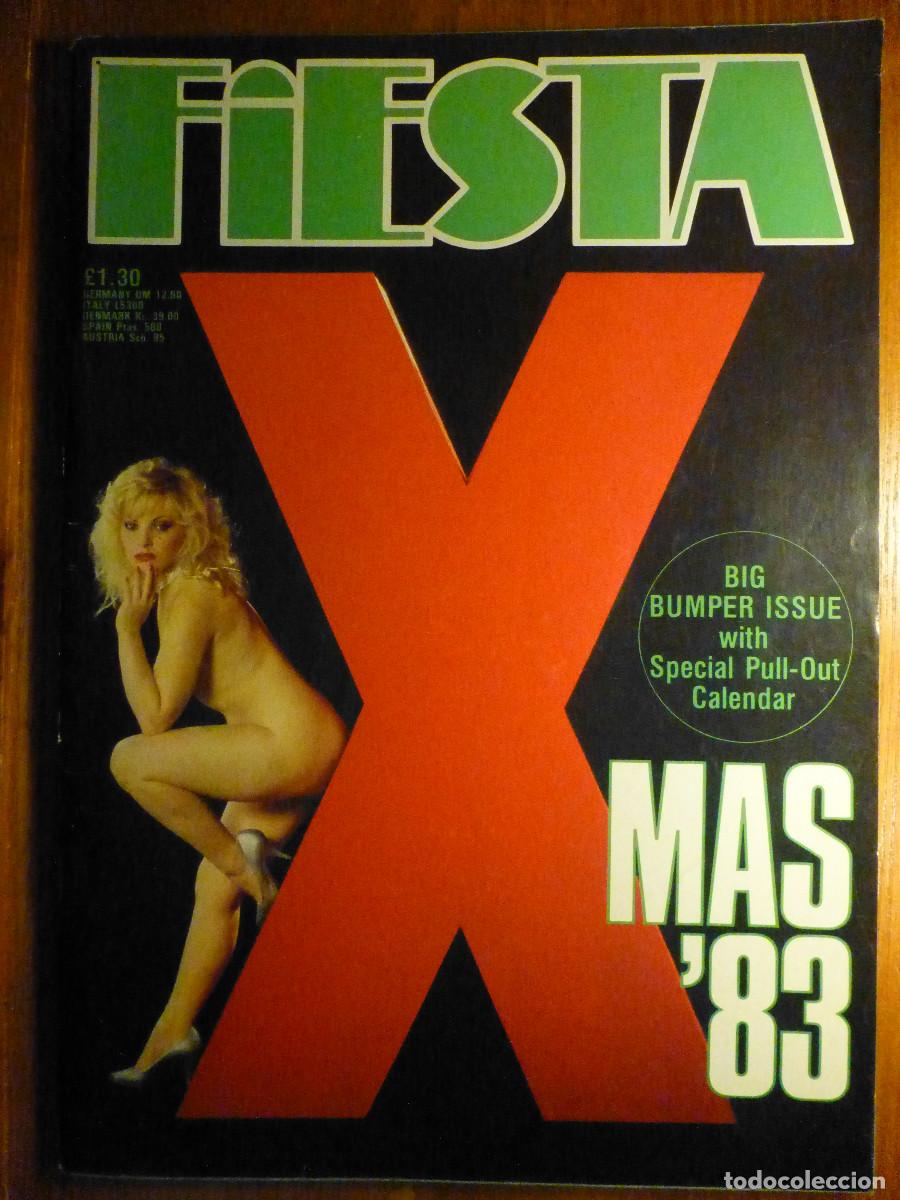 FiESTA
£1.30
GERMANY DM 12.50
ITALY L5300
DENMARK Kr. 39.00
SPAIN Ptas. 500
AUSTRIA Sch. 95
X
BIG
BUMPER ISSUE
with
Special Pull-Out
Calendar
MAS
'83
todocoleccion